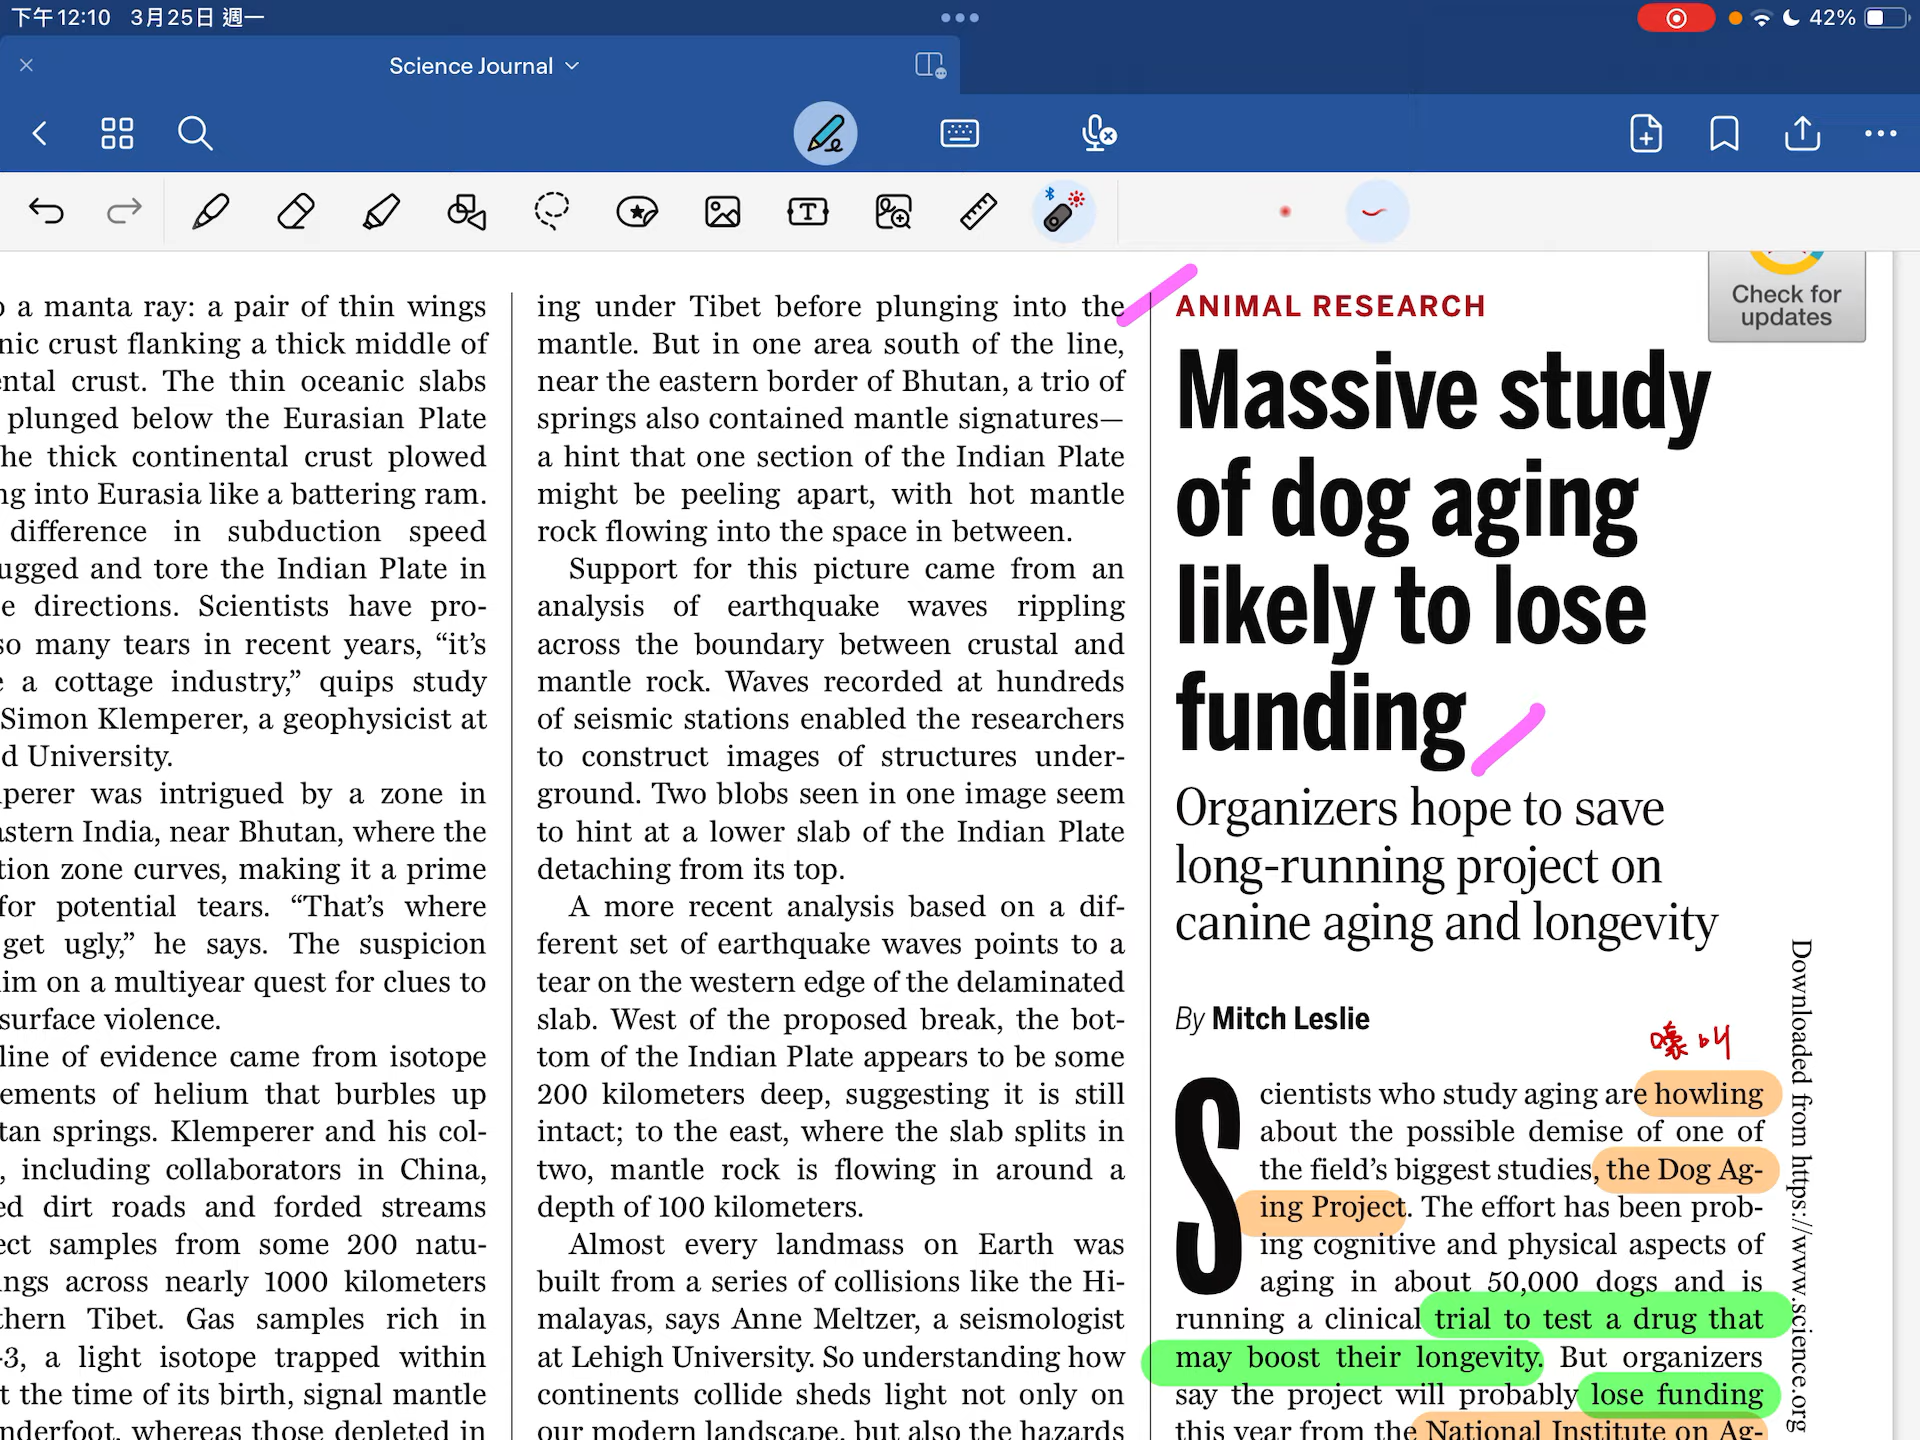 下午12:10 3月25日 週一
42%
Science Journal
a manta ray: a pair of thin wings
crust flanking a thick middle of
crust. The thin oceanic slabs
plunged below the Eurasian Plate
thick continental crust plowed
into Eurasia like a battering ram.
difference in subduction speed
and tore the Indian Plate in
directions. Scientists have pro-
many tears in recent years, “it’s
a cottage industry,” quips study
Simon Klemperer, a geophysicist at
University.
was intrigued by a zone in
India, near Bhutan, where the
zone curves, making it a prime
for potential tears. “That’s where
get ugly,” he says. The suspicion
on a multiyear quest for clues to
surface violence.
line of evidence came from isotope
of helium that burbles up
springs. Klemperer and his col-
, including collaborators in China,
dirt roads and forded streams
samples from some 200 natu-
across nearly 1000 kilometers
Tibet. Gas samples rich in
-3, a light isotope trapped within
the time of its birth, signal mantle
whereas those depleted in
ing under Tibet before plunging into the
mantle. But in one area south of the line,
near the eastern border of Bhutan, a trio of
springs also contained mantle signatures—
a hint that one section of the Indian Plate
might be peeling apart, with hot mantle
rock flowing into the space in between.
Support for this picture came from an
analysis of earthquake waves rippling
across the boundary between crustal and
mantle rock. Waves recorded at hundreds
of seismic stations enabled the researchers
to construct images of structures under-
ground. Two blobs seen in one image seem
to hint at a lower slab of the Indian Plate
detaching from its top.
A more recent analysis based on a dif-
ferent set of earthquake waves points to a
tear on the western edge of the delaminated
slab. West of the proposed break, the bot-
tom of the Indian Plate appears to be some
200 kilometers deep, suggesting it is still
intact; to the east, where the slab splits in
two, mantle rock is flowing in around a
depth of 100 kilometers.
Almost every landmass on Earth was
built from a series of collisions like the Hi-
malayas, says Anne Meltzer, a seismologist
at Lehigh University. So understanding how
continents collide sheds light not only on
our modern landscape, but also the hazards
ANIMAL RESEARCH
Check for
updates
Massive study
of dog aging
likely to lose
funding
Organizers hope to save
long-running project on
canine aging and longevity
By Mitch Leslie
嚎叫
Scientists who study aging are howling
about the possible demise of one of
the field’s biggest studies, the Dog Ag-
ing Project. The effort has been prob-
ing cognitive and physical aspects of
aging in about 50,000 dogs and is
running a clinical trial to test a drug that
may boost their longevity. But organizers
say the project will probably lose funding
this year from the National Institute on Ag-
Downloaded from https://www.science.org